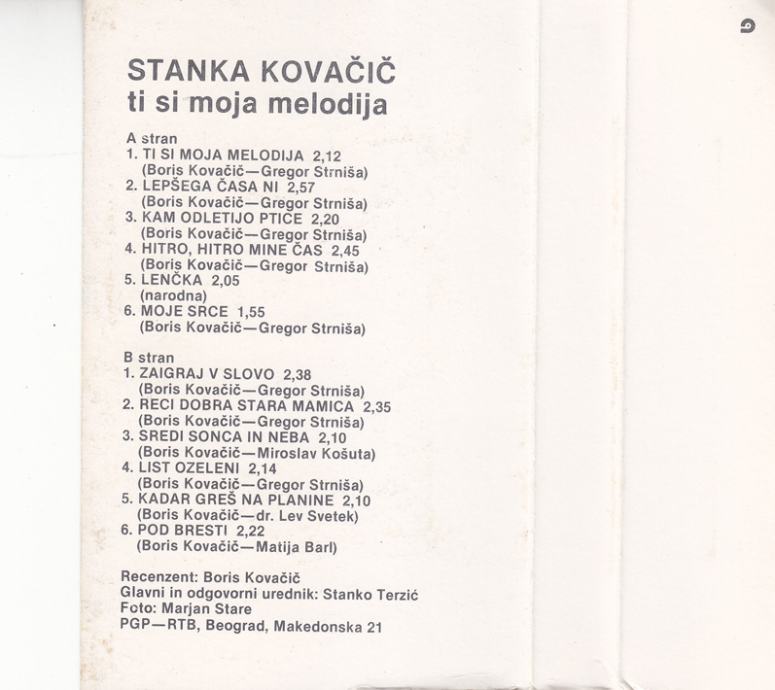 STANKA KOVAČIČ
ti si moja melodija
A stran
1. TI SI MOJA MELODIJA 2,12
(Boris Kovačič—Gregor Strniša)
2. LEPŠEGA ČASA NI 2,57
(Boris Kovačič—Gregor Strniša)
3. KAM ODLETIJO PTICE 2,20
(Boris Kovačič—Gregor Strniša)
4. HITRO, HITRO MINE ČAS 2,45
(Boris Kovačič—Gregor Strniša)
5. LENČKA 2,05
(narodna)
6. MOJE SRCE 1,55
(Boris Kovačič—Gregor Strniša)
B stran
1. ZAIGRAJ V SLOVO 2,38
(Boris Kovačič—Gregor Strniša)
2. RECI DOBRA STARA MAMICA 2,35
(Boris Kovačič—Gregor Strniša)
3. SREDI SONCA IN NEBA 2,10
(Boris Kovačič—Miroslav Košuta)
4. LIST OZELENI 2,14
(Boris Kovačič—Gregor Strniša)
5. KADAR GREŠ NA PLANINE 2,10
(Boris Kovačič—dr. Lev Svetek)
6. POD BRESTI 2,22
(Boris Kovačič—Matija Barl)
Recenzent: Boris Kovačič
Glavni in odgovorni urednik: Stanko Terzić
Foto: Marjan Stare
PGP—RTB, Beograd, Makedonska 21